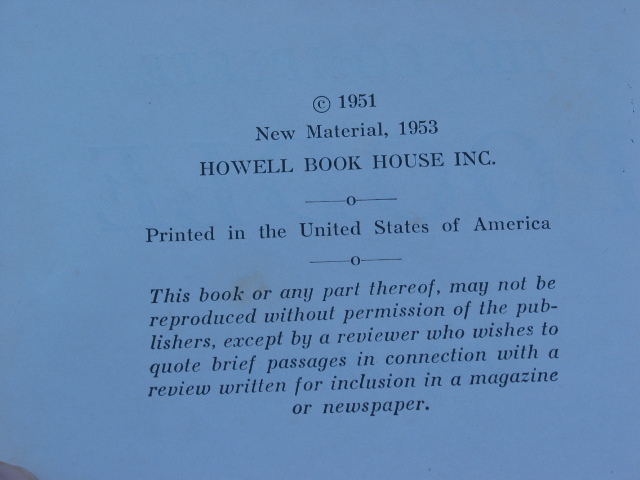 © 1951
New Material, 1953
HOWELL BOOK HOUSE INC.
o
Printed in the United States of America
o
This book or any part thereof, may not be
reproduced without permission of the pub-
lishers, except by a reviewer who wishes to
quote brief passages in connection with a
review written for inclusion in a magazine
or newspaper.